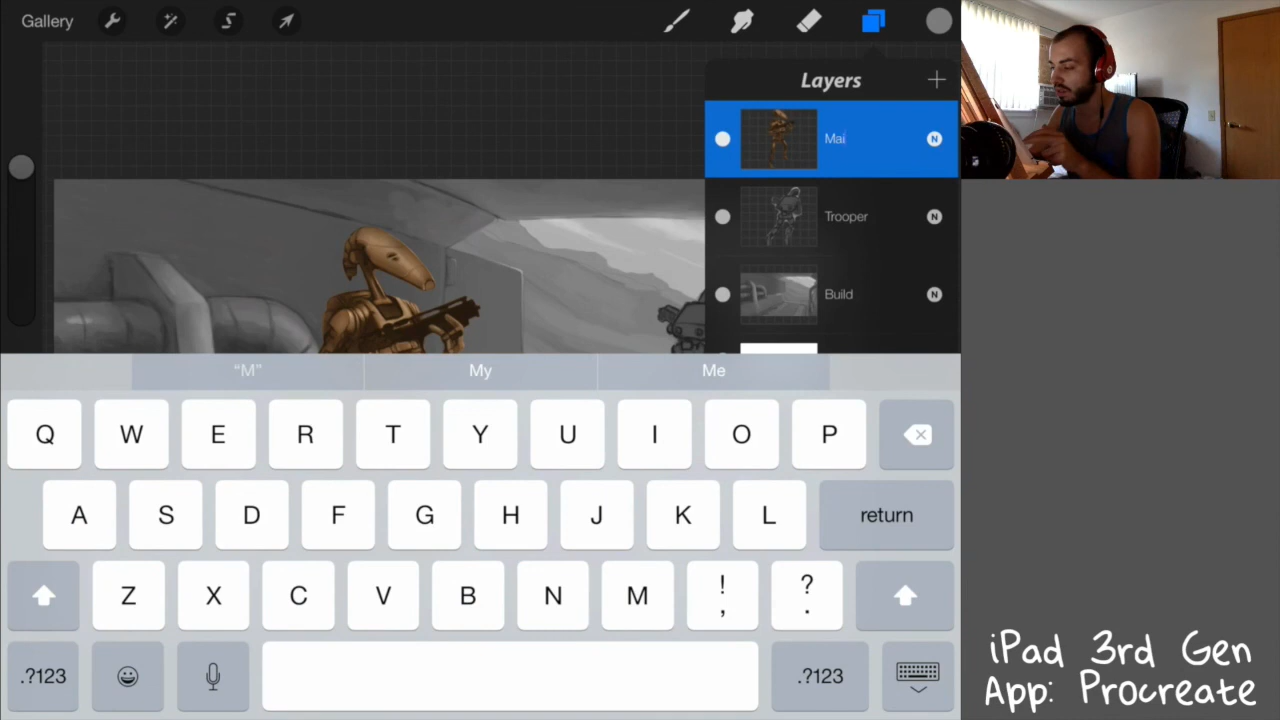 Gallery
Layers
Mai
N
Trooper
N
Build
N
“M” My Me
Q W E R T Y U I O P
A S D F G H J K L return
Z X C V B N M ! , ? .
.?123 .?123
iPad 3rd Gen
App: Procreate